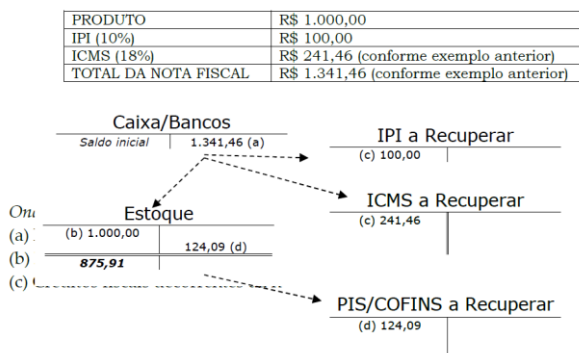 PRODUTO R$ 1.000,00
IPI (10%) R$ 100,00
ICMS (18%) R$ 241,46 (conforme exemplo anterior)
TOTAL DA NOTA FISCAL R$ 1.341,46 (conforme exemplo anterior)
Caixa/Bancos
Saldo inicial 1.341,46 (a)
IPI a Recuperar
(c) 100,00
ICMS a Recuperar
(c) 241,46
Estoque
(a)
(b) 1.000,00
124,09 (d)
(b)
875,91
(c)
PIS/COFINS a Recuperar
(d) 124,09